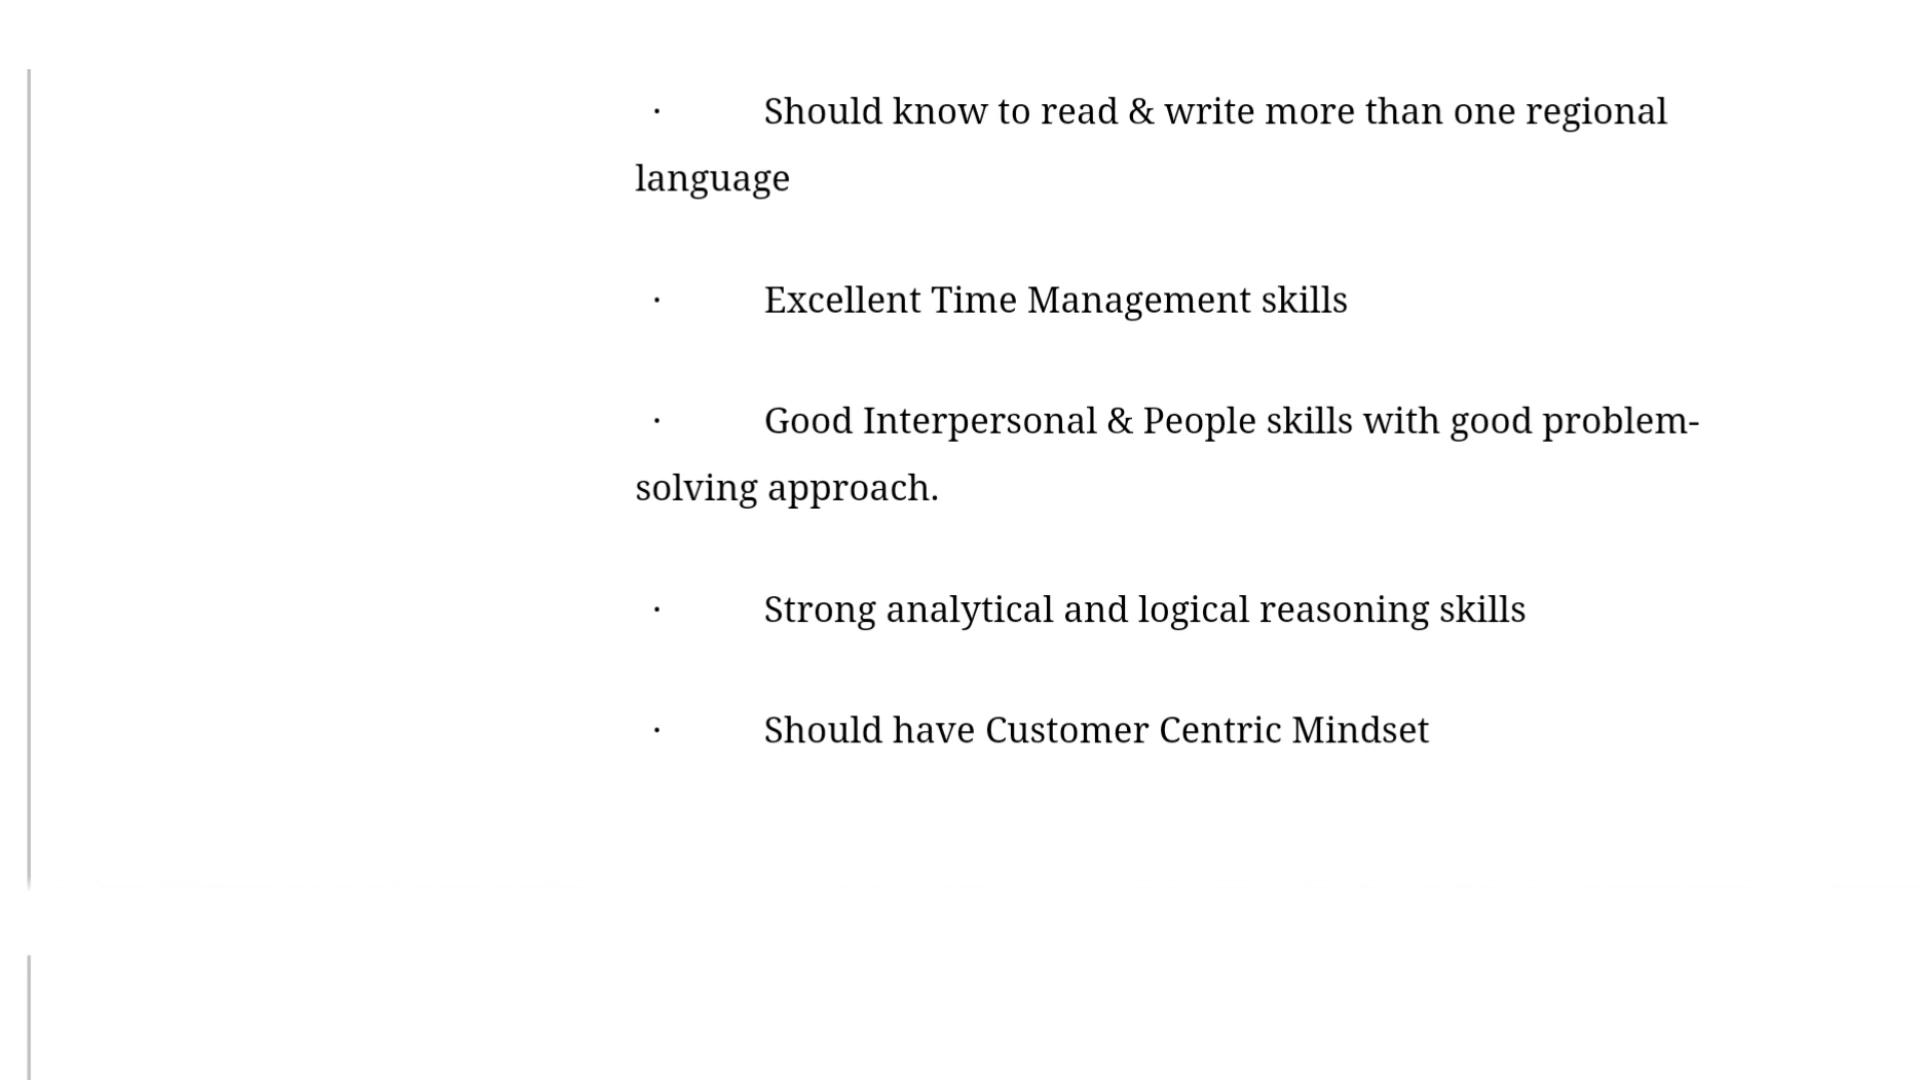 · Should know to read & write more than one regional
language
· Excellent Time Management skills
· Good Interpersonal & People skills with good problem-
solving approach.
· Strong analytical and logical reasoning skills
· Should have Customer Centric Mindset